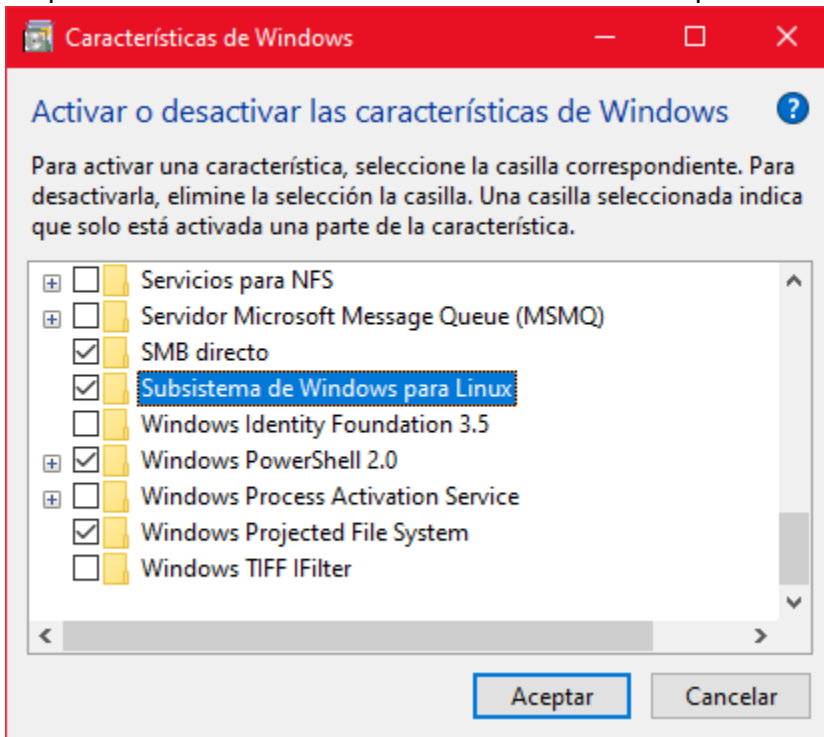 Características de Windows
Activar o desactivar las características de Windows
?
Para activar una característica, seleccione la casilla correspondiente. Para
desactivarla, elimine la selección la casilla. Una casilla seleccionada indica
que solo está activada una parte de la característica.
Servicios para NFS
Servidor Microsoft Message Queue (MSMQ)
SMB directo
Subsistema de Windows para Linux
Windows Identity Foundation 3.5
Windows PowerShell 2.0
Windows Process Activation Service
Windows Projected File System
Windows TIFF IFilter
Aceptar
Cancelar